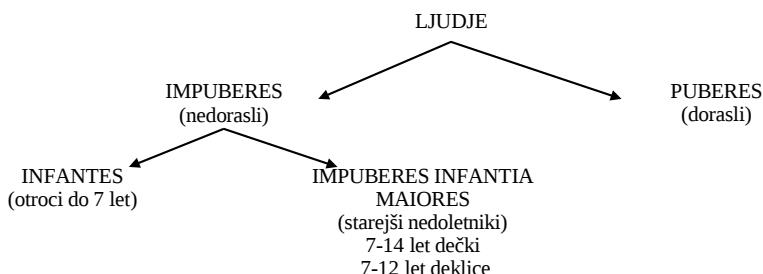 LJUDJE
IMPUBERES
(nedorasli)
PUBERES
(dorasli)
INFANTES
(otroci do 7 let)
IMPUBERES INFANTIA
MAIORES
(starejši nedoletniki)
7-14 let dečki
7-12 let deklice